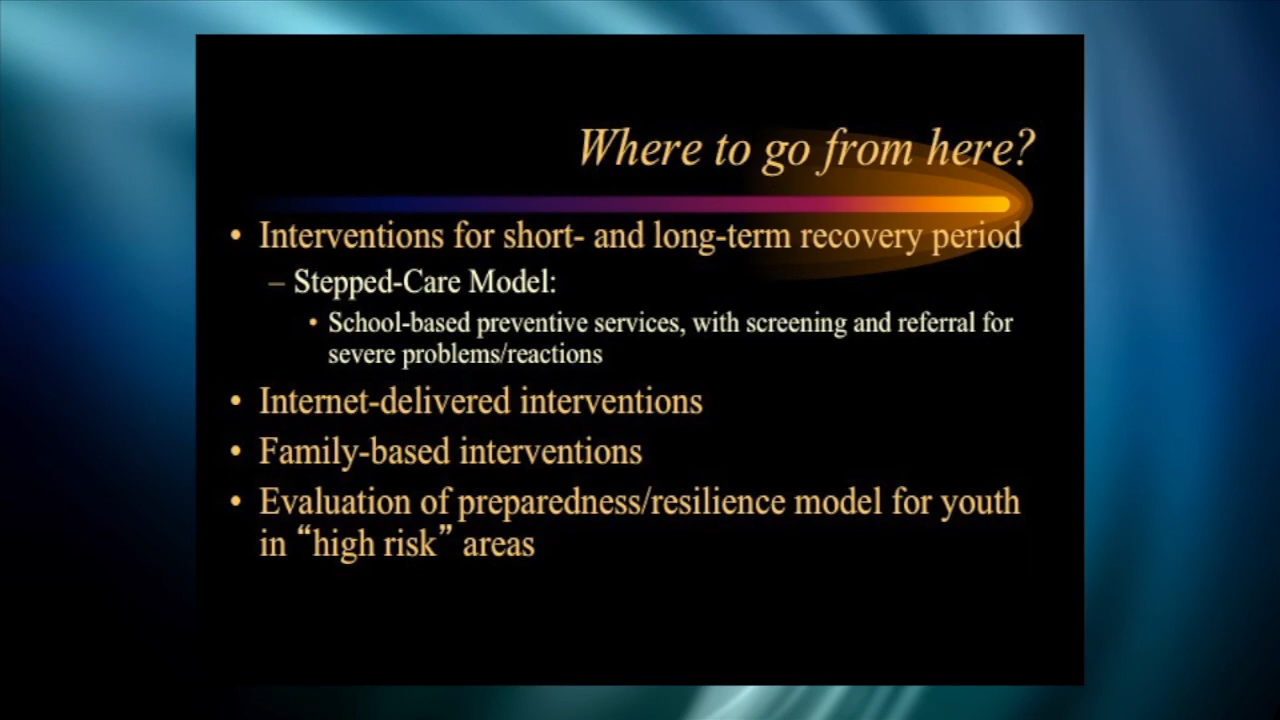 Where to go from here?
• Interventions for short- and long-term recovery period
– Stepped-Care Model:
• School-based preventive services, with screening and referral for
severe problems/reactions
• Internet-delivered interventions
• Family-based interventions
• Evaluation of preparedness/resilience model for youth
in “high risk” areas